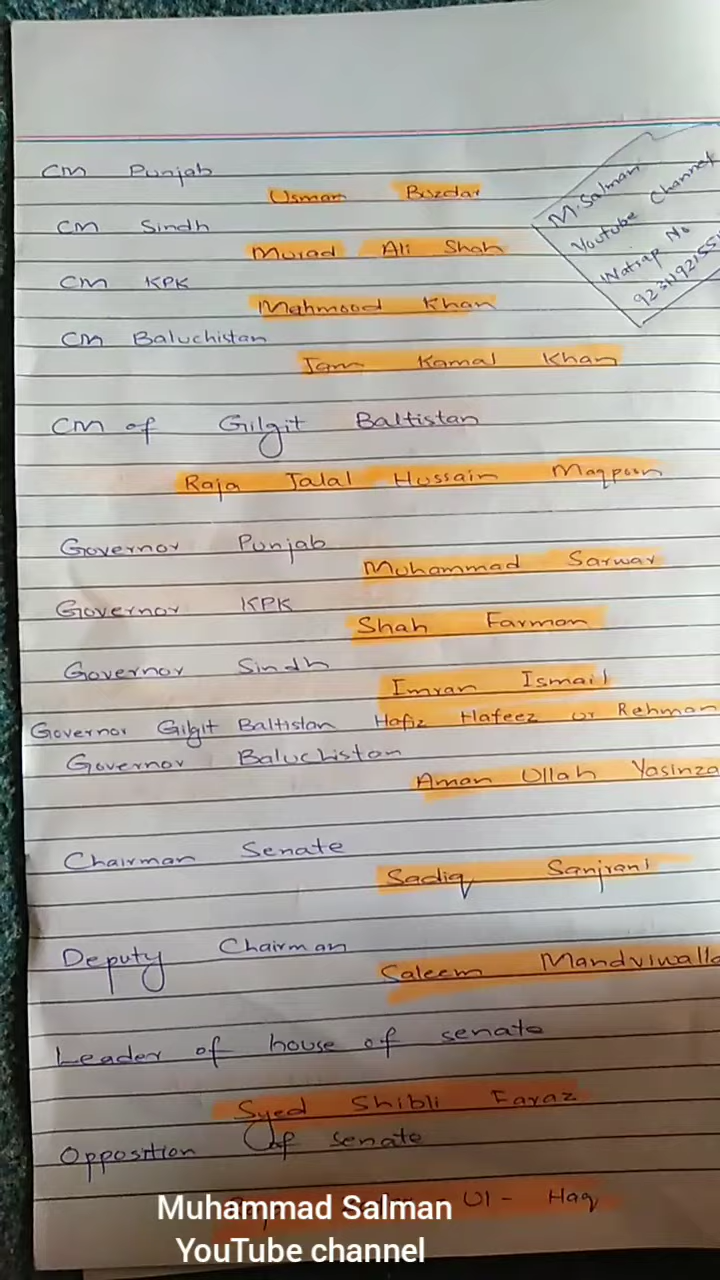 CM Punjab
Usman Buzdar
CM Sindh
Murad Ali Shah
CM KPK
Mahmood Khan
CM Baluchistan
Jam Kamal Khan
CM of Gilgit Baltistan
Raja Jalal Hussain Maqpoon
Governor Punjab
Muhammad Sarwar
Governor KPK
Shah Farman
Governor Sindh
Imran Ismail
Governor Gilgit Baltistan Hafiz Hafeez ur Rehman
Governor Baluchistan
Aman Ullah Yasinza
Chairman Senate
Sadiq Sanjrani
Deputy Chairman
Saleem Mandviwalla
Leader of house of senate
Syed Shibli Faraz
Opposition of senate
Ul - Haq
M. Salman
Youtube Channel
No
Muhammad Salman
YouTube channel